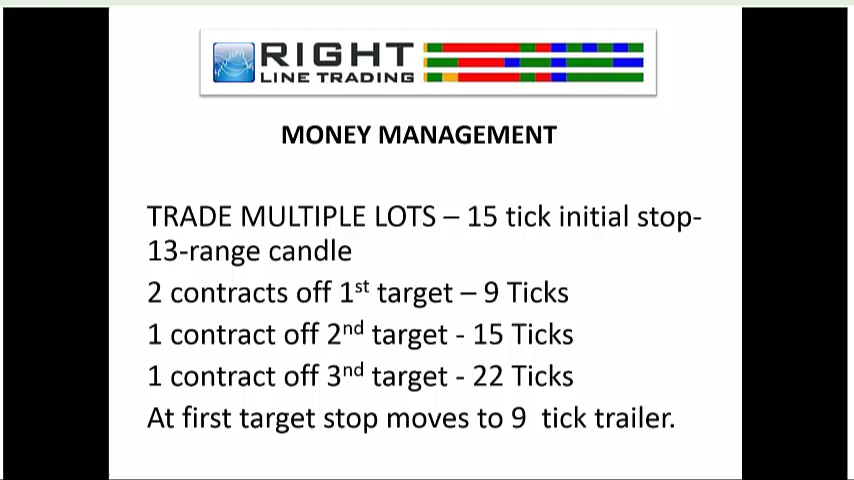 RIGHT
LINE TRADING
MONEY MANAGEMENT
TRADE MULTIPLE LOTS – 15 tick initial stop-
13-range candle
2 contracts off 1st target – 9 Ticks
1 contract off 2nd target - 15 Ticks
1 contract off 3nd target - 22 Ticks
At first target stop moves to 9  tick trailer.